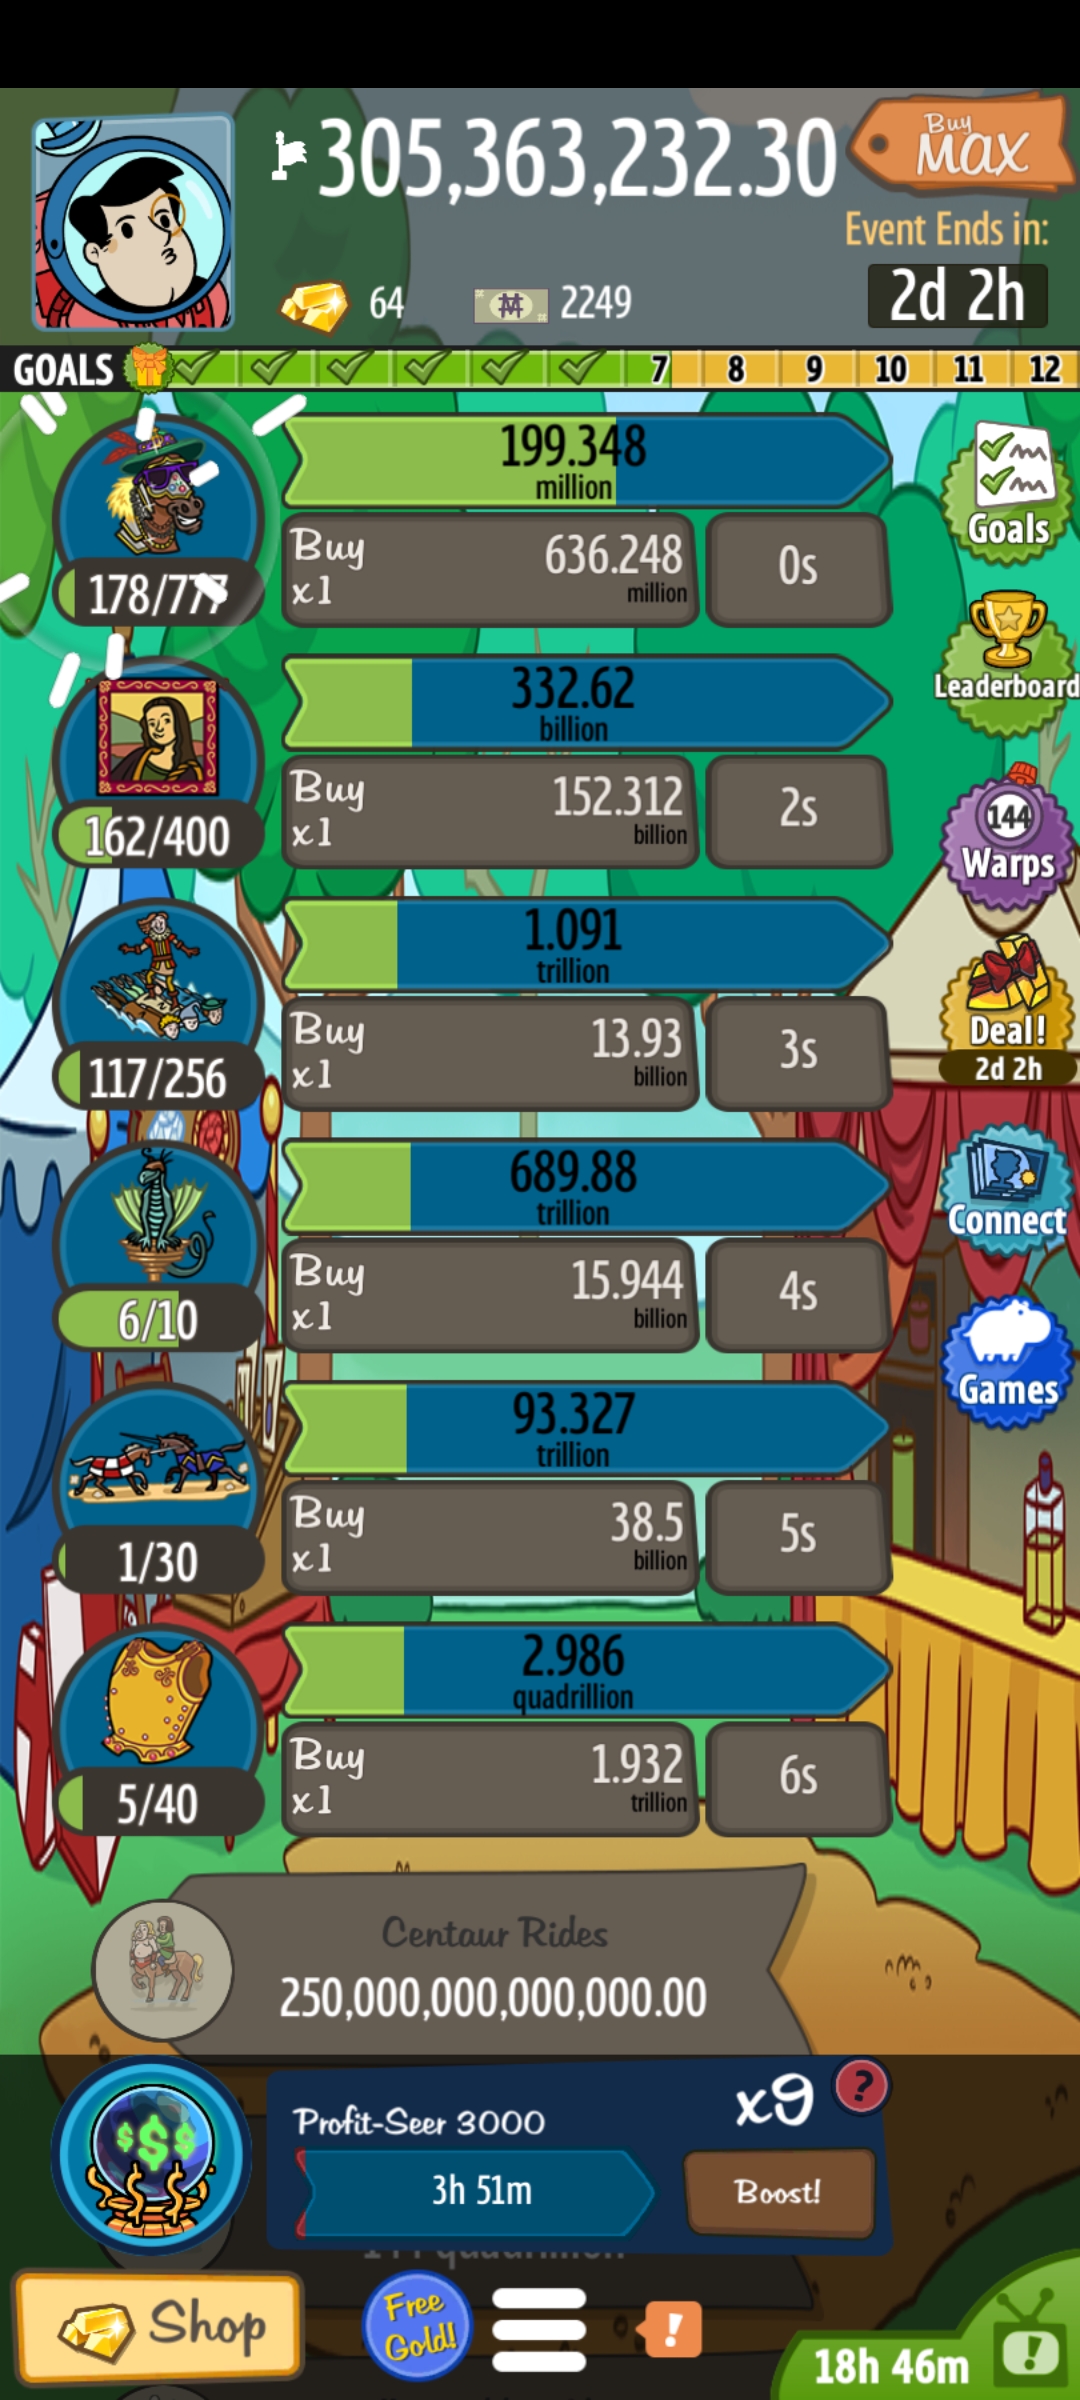 305,363,232.30
Buy
MAX
Event Ends in:
64
2249
2d 2h
GOALS 7 8 9 10 11 12
199.348
million
Buy
x1
636.248
million
0s
178/777
Goals
Leaderboard
332.62
billion
Buy
x1
152.312
billion
2s
162/400
144
Warps
1.091
trillion
Buy
x1
13.93
billion
3s
117/256
Deal!
2d 2h
689.88
trillion
Buy
x1
15.944
billion
4s
6/10
Connect
93.327
trillion
Buy
x1
38.5
billion
5s
1/30
Games
2.986
quadrillion
Buy
x1
1.932
trillion
6s
5/40
Centaur Rides
250,000,000,000,000.00
$$$
Profit-Seer 3000
x9
?
3h 51m
Boost!
Shop
Free
Gold!
!
18h 46m
!